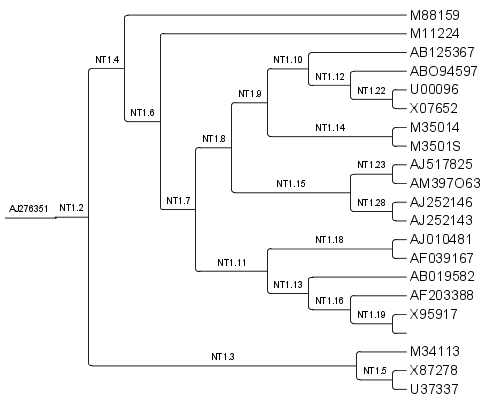 M88159
NT1.4
M11224
AB125367
NT1.10
ABO94597
NT1.12
U00096
NT1.22
NT1.9
X07652
NT1.6
M35014
NT1.14
M3501S
NT1.8
AJ517825
NT1.23
AM397O63
NT1.15
AJ252146
NT1.28
AJ276351
NT1.2
NT1.7
AJ252143
AJ010481
NT1.18
AF039167
NT1.11
AB019582
NT1.13
AF203388
NT1.16
X95917
NT1.19
M34113
NT1.3
X87278
NT1.5
U37337